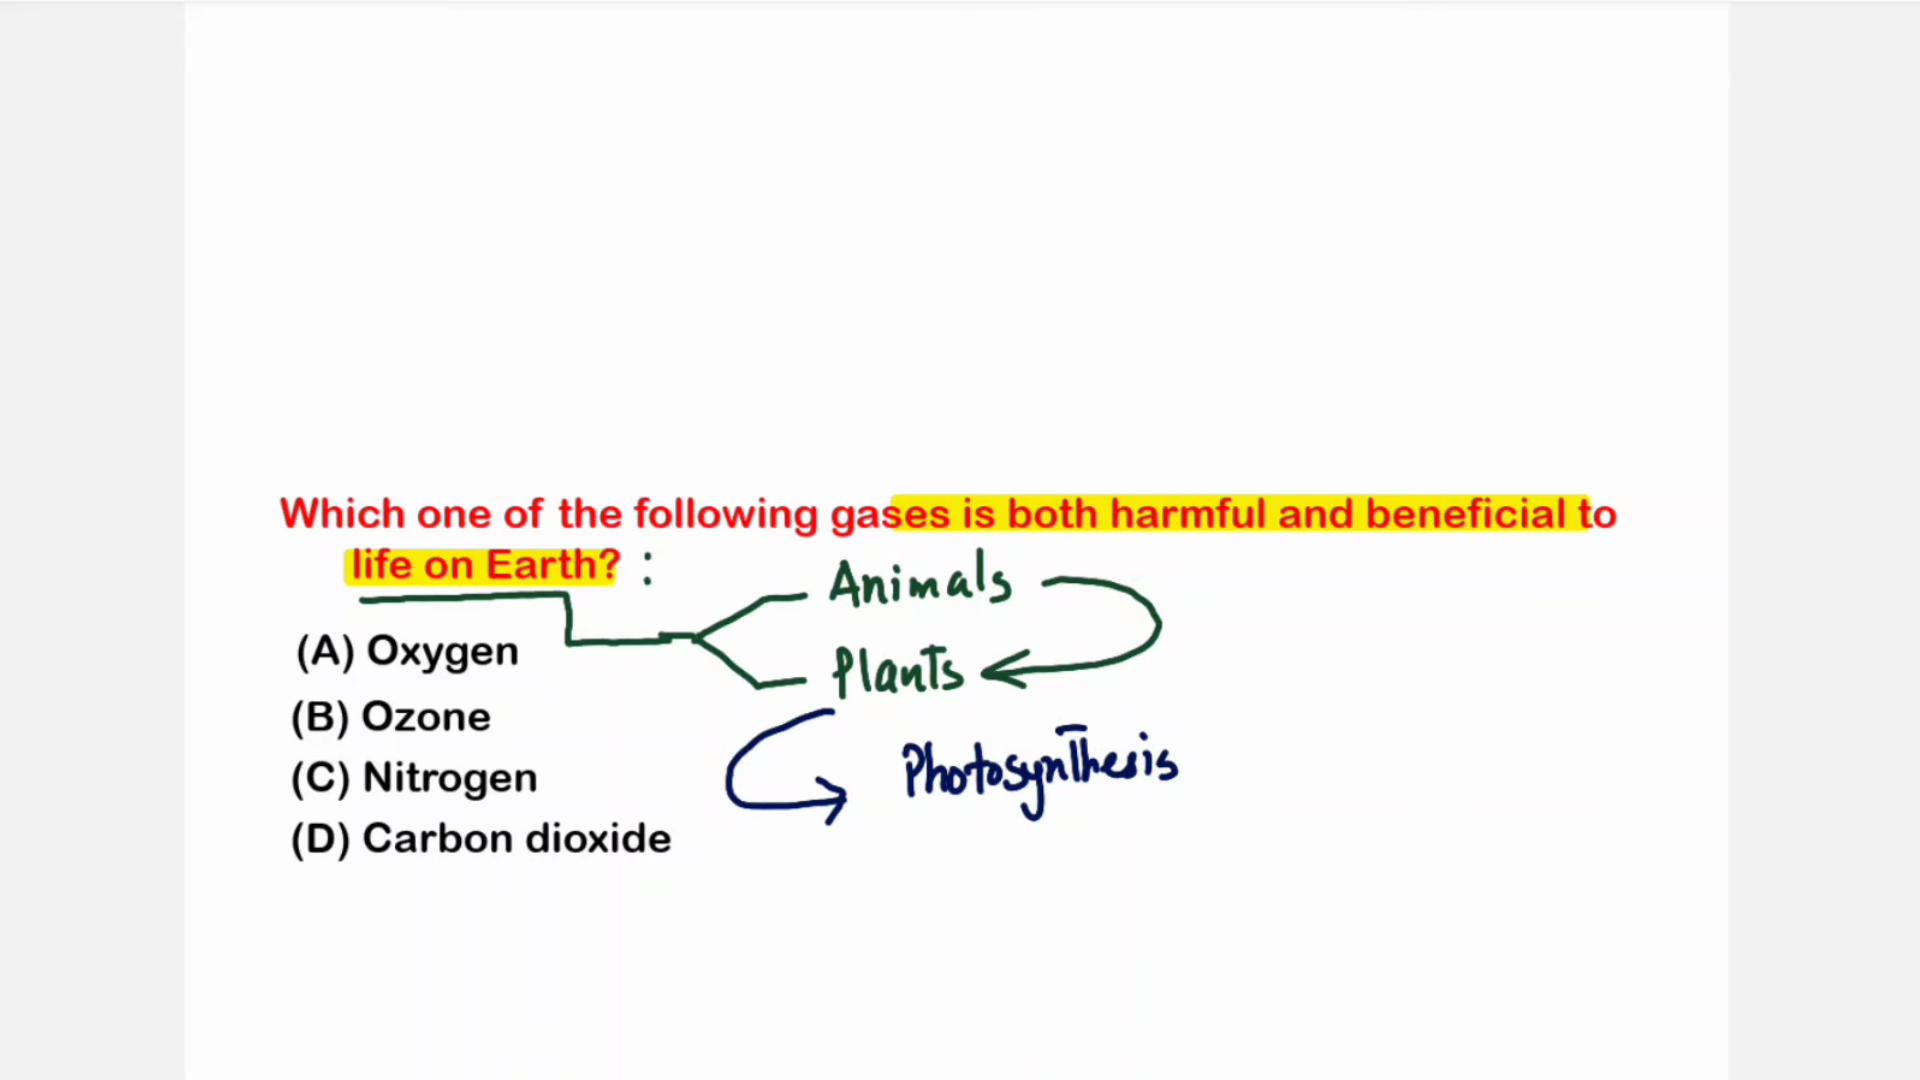 Which one of the following gases is both harmful and beneficial to
life on Earth? :
Animals
(A) Oxygen
Plants
(B) Ozone
Photosynthesis
(C) Nitrogen
(D) Carbon dioxide